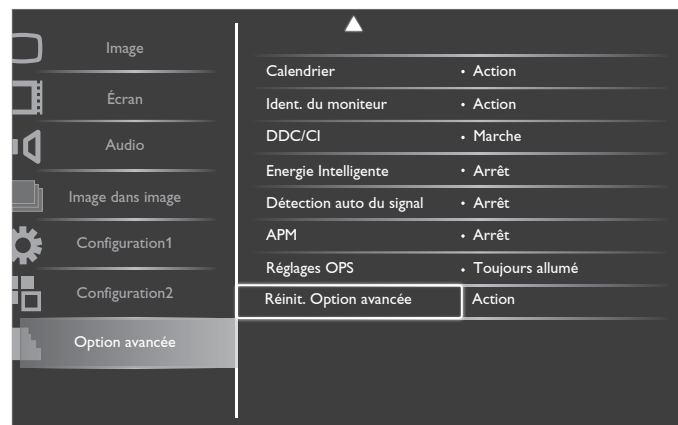 Image
Écran
Audio
Image dans image
Configuration1
Configuration2
Option avancée
Calendrier • Action
Ident. du moniteur • Action
DDC/CI • Marche
Energie Intelligente • Arrêt
Détection auto du signal • Arrêt
APM • Arrêt
Réglages OPS • Toujours allumé
Réinit. Option avancée Action